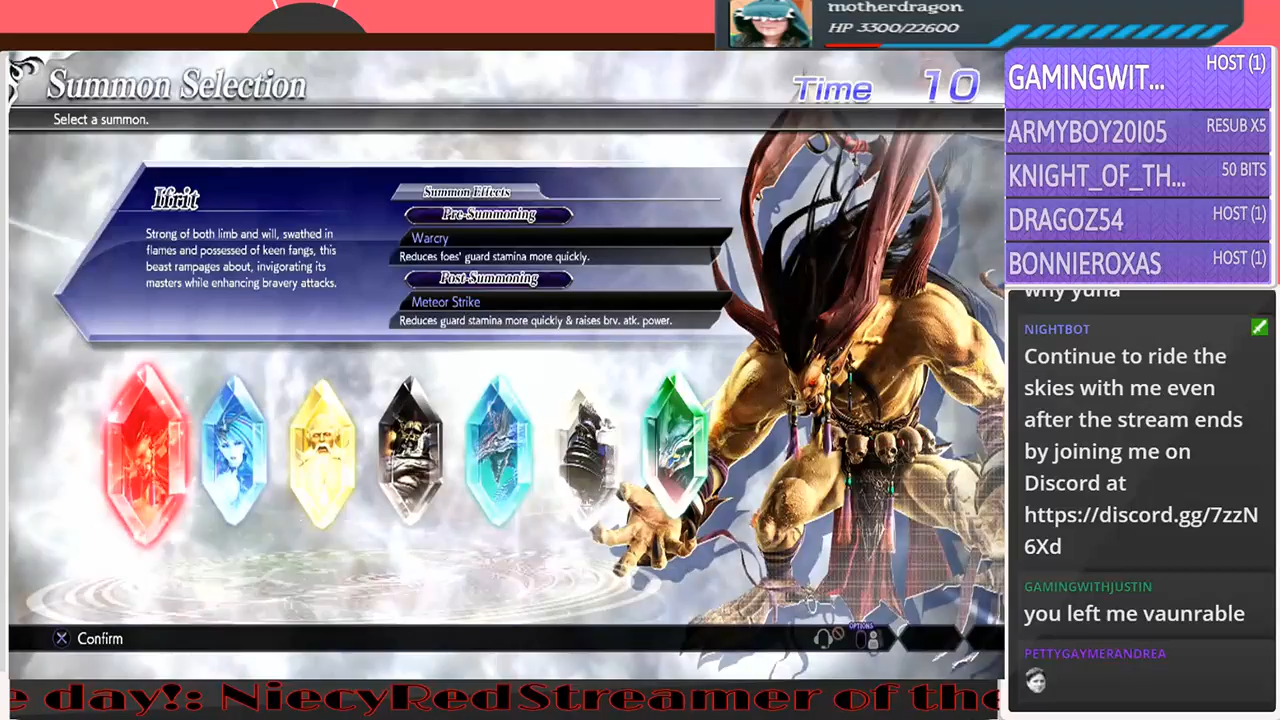 motherdragon
HP 3300/22600
Summon Selection
Time 10
Select a summon.
Ifrit
Strong of both limb and will, swathed in
flames and possessed of keen fangs, this
beast rampages about, invigorating its
masters while enhancing bravery attacks.
Summon Effects
Pre-Summoning
Warcry
Reduces foes' guard stamina more quickly.
Post-Summoning
Meteor Strike
Reduces guard stamina more quickly & raises brv. atk. power.
Confirm
OPTIONS
GAMINGWIT... HOST (1)
ARMYBOY20105 RESUB X5
KNIGHT_OF_TH... 50 BITS
DRAGOZ54 HOST (1)
BONNIEROXAS HOST (1)
why yuna
NIGHTBOT
Continue to ride the
skies with me even
after the stream ends
by joining me on
Discord at
https://discord.gg/7zzN
6Xd
GAMINGWITHJUSTIN
you left me vaunrable
PETTYGAYMERANDREA
e day!: NiecyRedStreamer of the